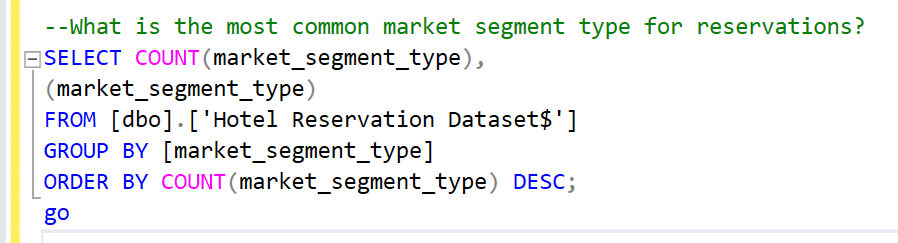 --What is the most common market segment type for reservations?
SELECT COUNT(market_segment_type),
(market_segment_type)
FROM [dbo].['Hotel Reservation Dataset$']
GROUP BY [market_segment_type]
ORDER BY COUNT(market_segment_type) DESC;
go